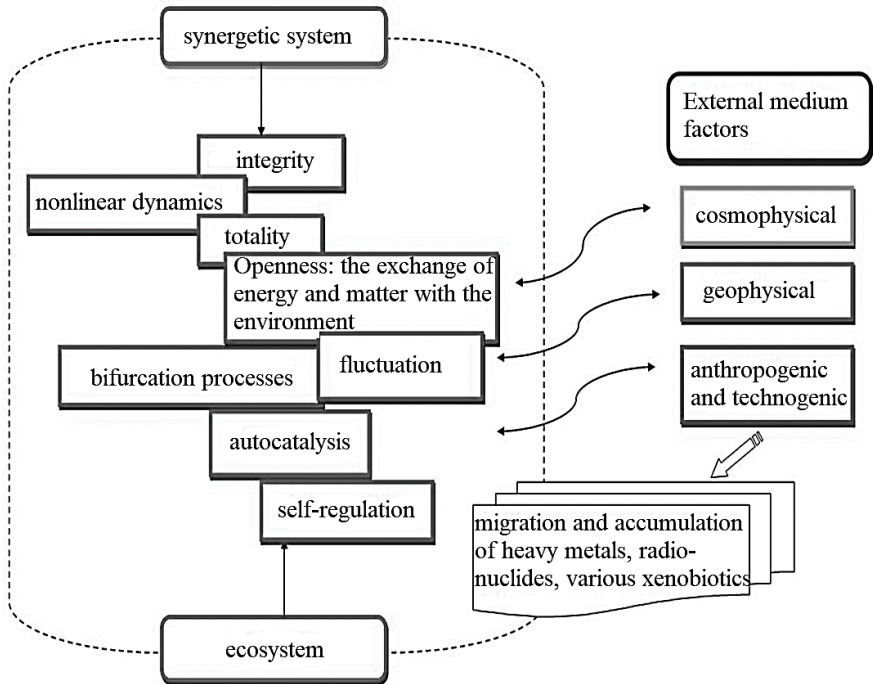 synergetic system
integrity
nonlinear dynamics
totality
Openness: the exchange of
energy and matter with the
environment
fluctuation
bifurcation processes
autocatalysis
self-regulation
ecosystem
External medium
factors
cosmophysical
geophysical
anthropogenic
and technogenic
migration and accumulation
of heavy metals, radio-
nuclides, various xenobiotics